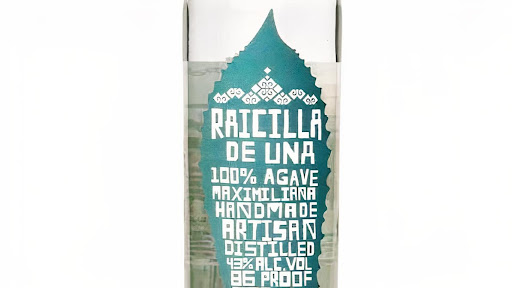 RAICILLA
DE UNA
100% AGAVE
MAXIMILIANA
HANDMADE
ARTISAN
DISTILLED
43% ALC. VOL
86 PROOF